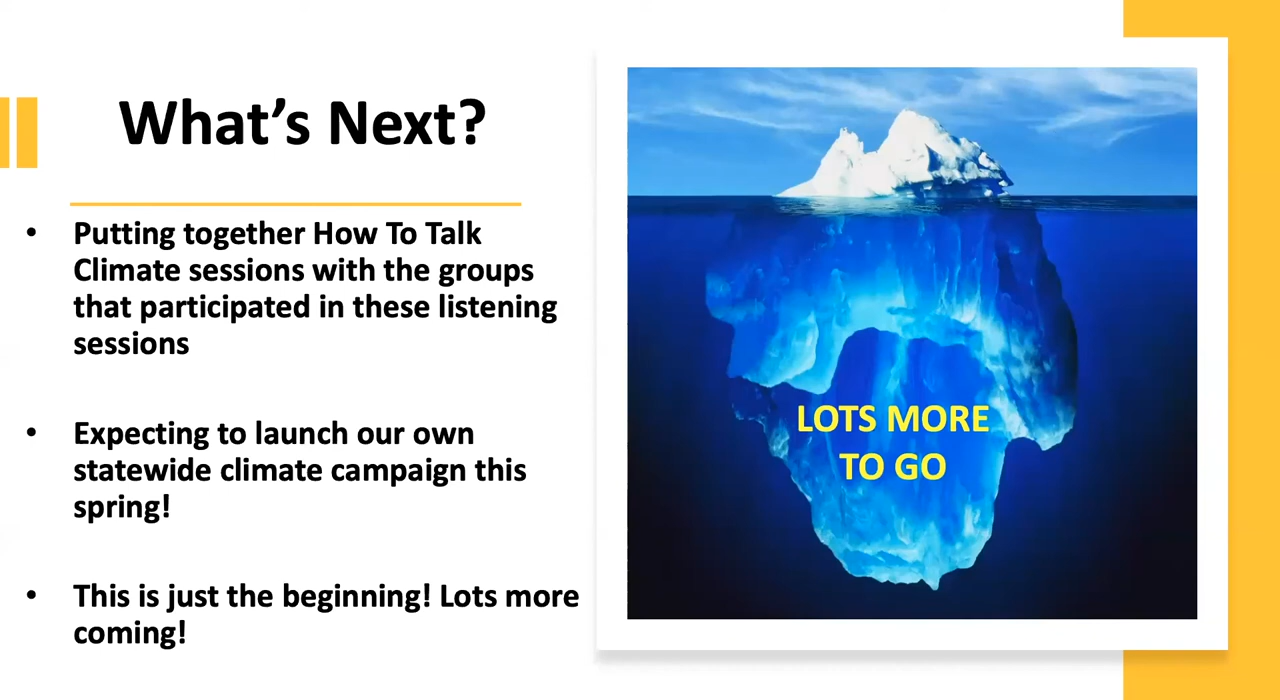 What’s Next?
• Putting together How To Talk
Climate sessions with the groups
that participated in these listening
sessions
• Expecting to launch our own
statewide climate campaign this
spring!
• This is just the beginning! Lots more
coming!
LOTS MORE
TO GO